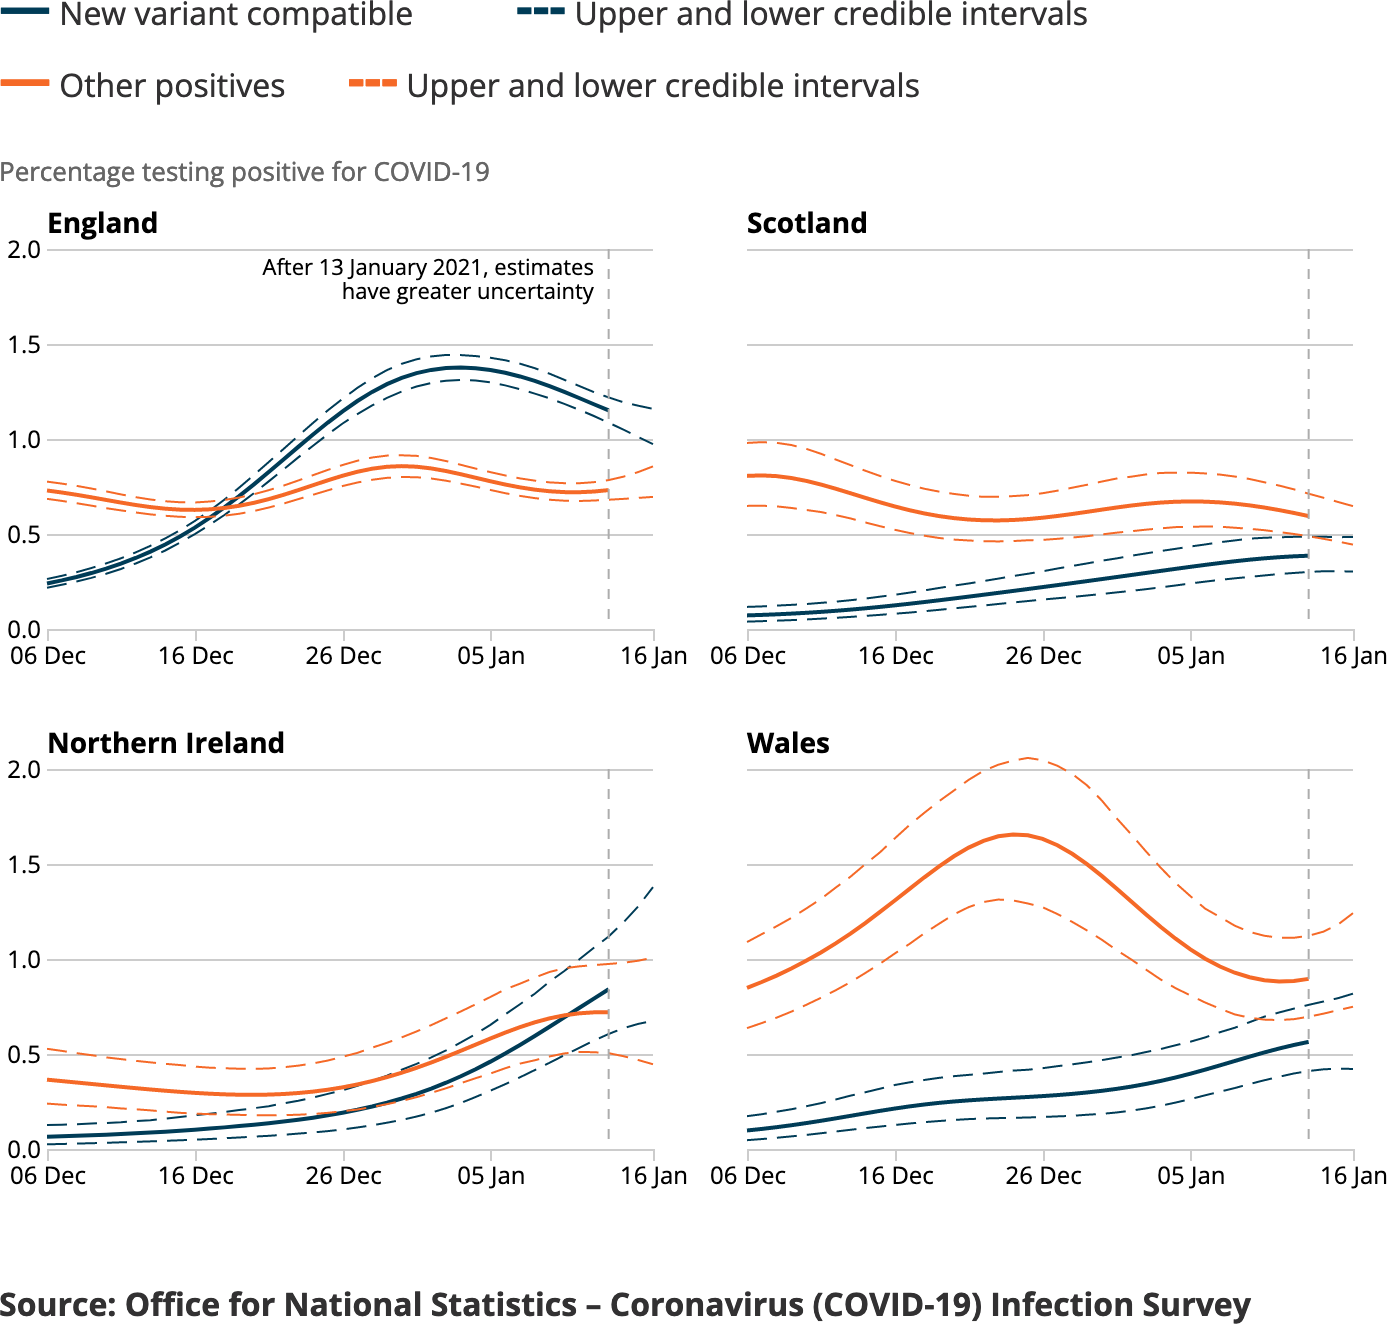 New variant compatible Upper and lower credible intervals
Other positives Upper and lower credible intervals
Percentage testing positive for COVID-19
England
2.0
After 13 January 2021, estimates
have greater uncertainty
1.5
1.0
0.5
0.0
06 Dec 16 Dec 26 Dec 05 Jan 16 Jan
Scotland
06 Dec 16 Dec 26 Dec 05 Jan 16 Jan
Northern Ireland
2.0
1.5
1.0
0.5
0.0
06 Dec 16 Dec 26 Dec 05 Jan 16 Jan
Wales
06 Dec 16 Dec 26 Dec 05 Jan 16 Jan
Source: Office for National Statistics – Coronavirus (COVID-19) Infection Survey